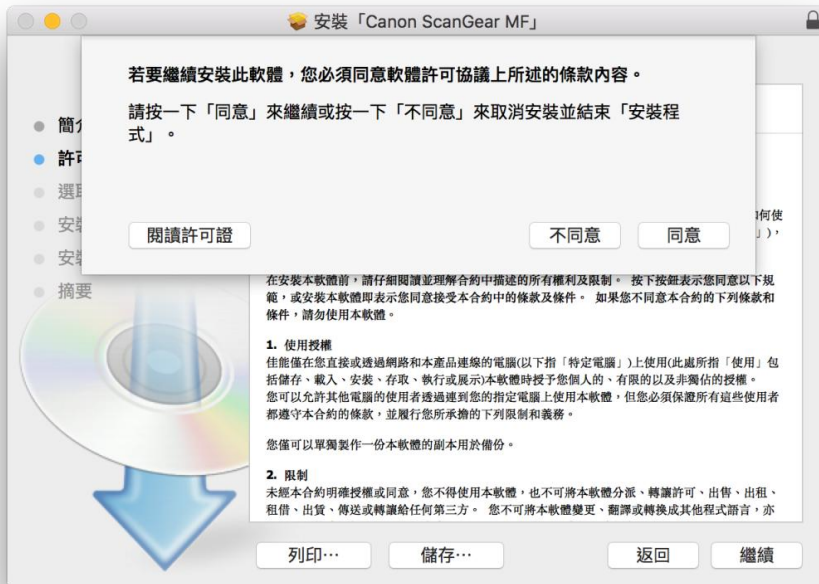 安裝「Canon ScanGear MF」
若要繼續安裝此軟體，您必須同意軟體許可協議上所述的條款內容。
請按一下「同意」來繼續或按一下「不同意」來取消安裝並結束「安裝程
式」。
閱讀許可證
不同意
同意
簡介
許可
選取
安裝
安裝
摘要
何使
」)，
在安裝本軟體前，請仔細閱讀並理解合約中描述的所有權利及限制。 按下按鈕表示您同意以下規
範，或安裝本軟體即表示您同意接受本合約中的條款及條件。 如果您不同意本合約的下列條款和
條件，請勿使用本軟體。
1. 使用授權
佳能僅在您直接或透過網路和本產品連線的電腦(以下指「特定電腦」)上使用(此處所指「使用」包
括儲存、載入、安裝、存取、執行或展示)本軟體時授予您個人的、有限的以及非獨佔的授權。
您可以允許其他電腦的使用者透過連到您的指定電腦上使用本軟體，但您必須保證所有這些使用者
都遵守本合約的條款，並履行您所承擔的下列限制和義務。
您僅可以單獨製作一份本軟體的副本用於備份。
2. 限制
未經本合約明確授權或同意，您不得使用本軟體，也不可將本軟體分派、轉讓許可、出售、出租、
租借、出賃、傳送或轉讓給任何第三方。 您不可將本軟體變更、翻譯或轉換成其他程式語言，亦
列印…
儲存…
返回
繼續